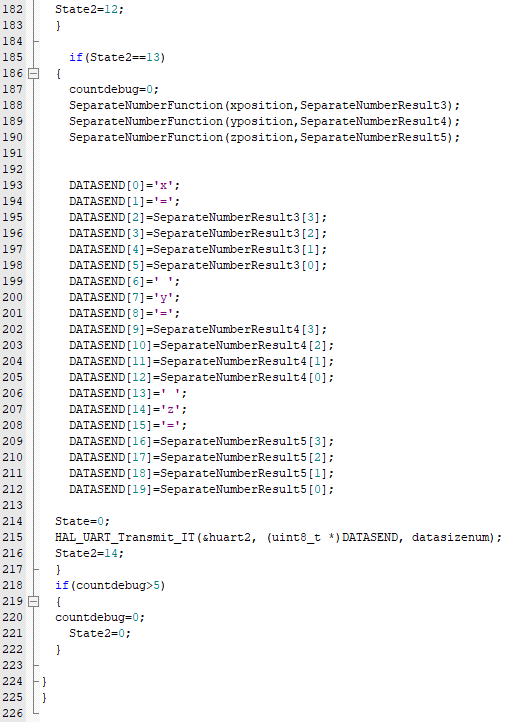 182 State2=12;
183 }
184
185 if(State2==13)
186 {
187 countdebug=0;
188 SeparateNumberFunction(xposition,SeparateNumberResult3);
189 SeparateNumberFunction(yposition,SeparateNumberResult4);
190 SeparateNumberFunction(zposition,SeparateNumberResult5);
191
192
193 DATASEND[0]='x';
194 DATASEND[1]='=';
195 DATASEND[2]=SeparateNumberResult3[3];
196 DATASEND[3]=SeparateNumberResult3[2];
197 DATASEND[4]=SeparateNumberResult3[1];
198 DATASEND[5]=SeparateNumberResult3[0];
199 DATASEND[6]=' ';
200 DATASEND[7]='y';
201 DATASEND[8]='=';
202 DATASEND[9]=SeparateNumberResult4[3];
203 DATASEND[10]=SeparateNumberResult4[2];
204 DATASEND[11]=SeparateNumberResult4[1];
205 DATASEND[12]=SeparateNumberResult4[0];
206 DATASEND[13]=' ';
207 DATASEND[14]='z';
208 DATASEND[15]='=';
209 DATASEND[16]=SeparateNumberResult5[3];
210 DATASEND[17]=SeparateNumberResult5[2];
211 DATASEND[18]=SeparateNumberResult5[1];
212 DATASEND[19]=SeparateNumberResult5[0];
213
214 State=0;
215 HAL_UART_Transmit_IT(&huart2, (uint8_t *)DATASEND, datasizenum);
216 State2=14;
217 }
218 if(countdebug>5)
219 {
220 countdebug=0;
221 State2=0;
222 }
223
224 }
225 }
226